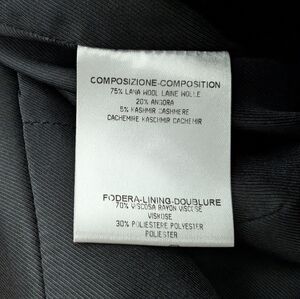 COMPOSIZIONE-COMPOSITION
75% LANA WOOL LAINE WOLLE
20% ANGORA
5% KASHMIR CASHMERE
CACHEMIRE KASCHMIR CACHEMIR
FODERA-LINING-DOUBLURE
70% VISCOSA RAYON VISCOSE
VISKOSE
30% POLIESTERE POLYESTER
POLIESTER